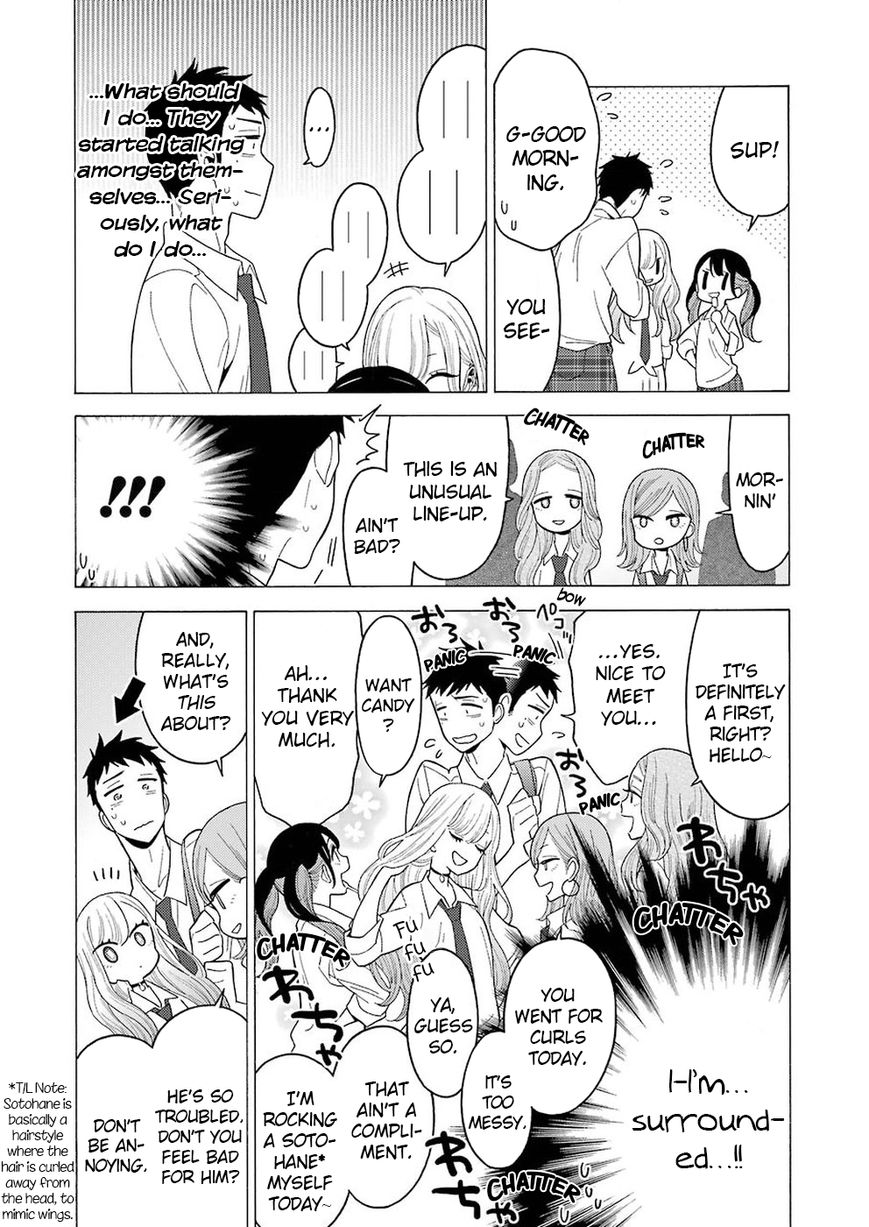 SUP!
G-GOOD
MORN-
ING.
YOU
SEE-
...
...What should
I do... They
started talking
amongst them-
selves... Seri-
ously, what
do I do...
MOR-
NIN'
CHATTER
CHATTER
THIS IS AN
UNUSUAL
LINE-UP.
AIN'T
BAD?
!!!
IT'S
DEFINITELY
A FIRST,
RIGHT?
HELLO~
...YES.
NICE TO
MEET
YOU...
bow
ペコッ
おろ
おろ
PANIC
PANIC
PANIC
WANT
CANDY
?
AH...
THANK
YOU VERY
MUCH.
わちゃ
CHATTER
I-I'm...
surround-
ed...!!
YOU
WENT FOR
CURLS
TODAY.
IT'S
TOO
MESSY.
Fu
fu
fu
YA,
GUESS
SO.
THAT
AIN'T A
COMPLI-
MENT.
CHATTER
わちゃ
I'M
ROCKING
A SOTO-
HANE*
MYSELF
TODAY~
わちゃ
CHATTER
AND,
REALLY,
WHAT'S
THIS
ABOUT?
HE'S SO
TROUBLED.
DON'T YOU
FEEL BAD
FOR HIM?
DON'T
BE AN-
NOYING.
*T/L Note:
Sotohane is
basically a
hairstyle
where the
hair is curled
away from
the head, to
mimic wings.